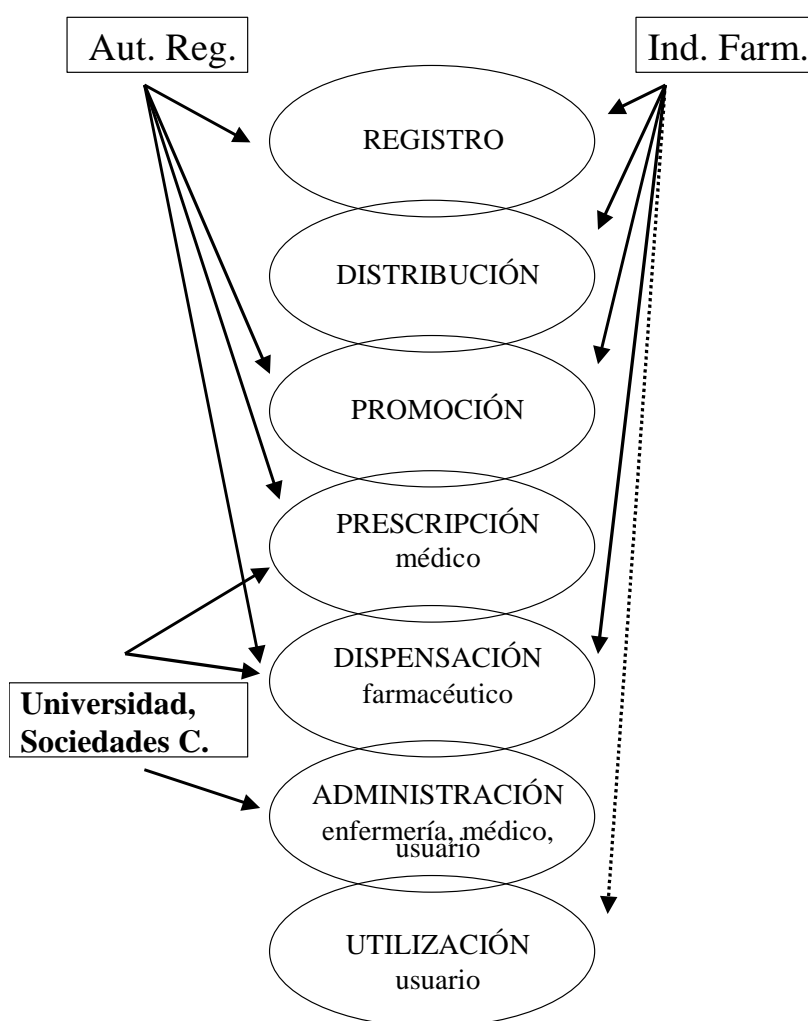 Aut. Reg.
Ind. Farm.
REGISTRO
DISTRIBUCIÓN
PROMOCIÓN
PRESCRIPCIÓN
médico
DISPENSACIÓN
farmacéutico
Universidad,
Sociedades C.
ADMINISTRACIÓN
enfermería, médico,
usuario
UTILIZACIÓN
usuario